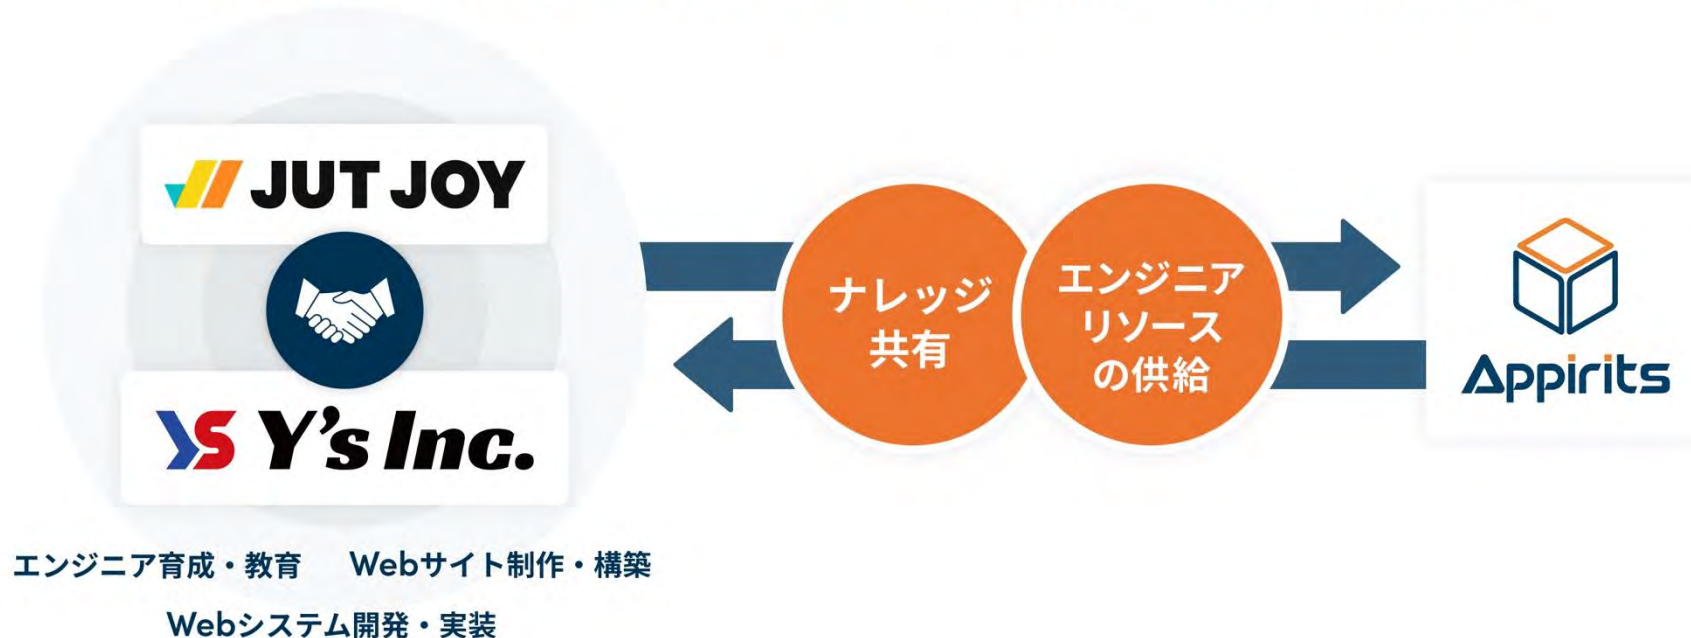 JUT JOY
YS Y's Inc.
エンジニア育成・教育 Webサイト制作・構築
Webシステム開発・実装
ナレッジ
共有
エンジニア
リソース
の供給
Appirits